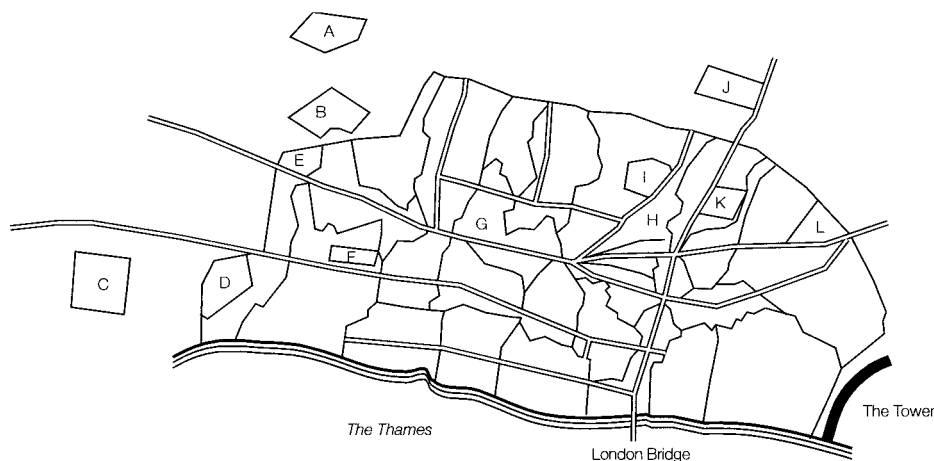 A
J
B
E
I
K
H
G
L
F
C
D
The Tower
The Thames
London Bridge